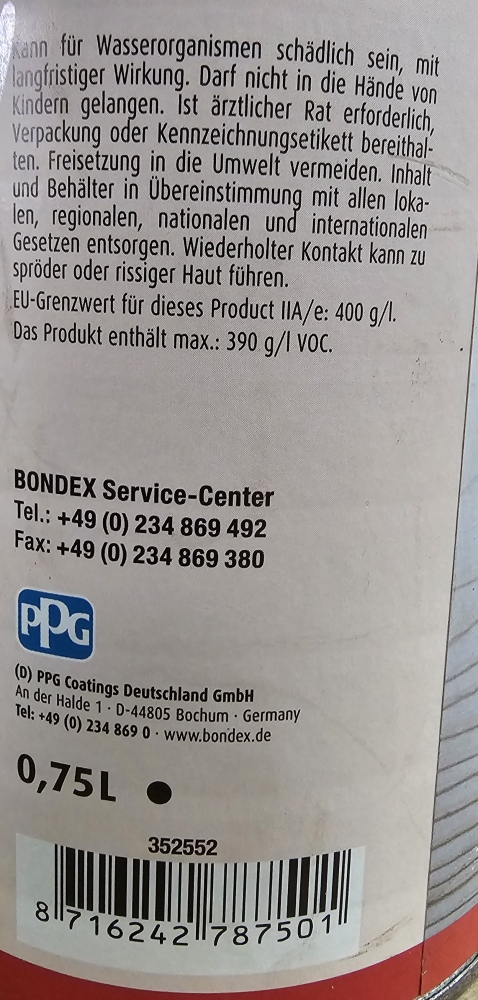 kann für Wasserorganismen schädlich sein, mit
langfristiger Wirkung. Darf nicht in die Hände von
Kindern gelangen. Ist ärztlicher Rat erforderlich,
Verpackung oder Kennzeichnungsetikett bereithal-
ten. Freisetzung in die Umwelt vermeiden. Inhalt
und Behälter in Übereinstimmung mit allen loka-
len, regionalen, nationalen und internationalen
Gesetzen entsorgen. Wiederholter Kontakt kann zu
spröder oder rissiger Haut führen.
EU-Grenzwert für dieses Product IIA/e: 400 g/l.
Das Produkt enthält max.: 390 g/l VOC.
BONDEX Service-Center
Tel.: +49 (0) 234 869 492
Fax: +49 (0) 234 869 380
PPG
(D) PPG Coatings Deutschland GmbH
An der Halde 1 · D-44805 Bochum · Germany
Tel: +49 (0) 234 869 0 · www.bondex.de
0,75L
352552
8 716242 787501